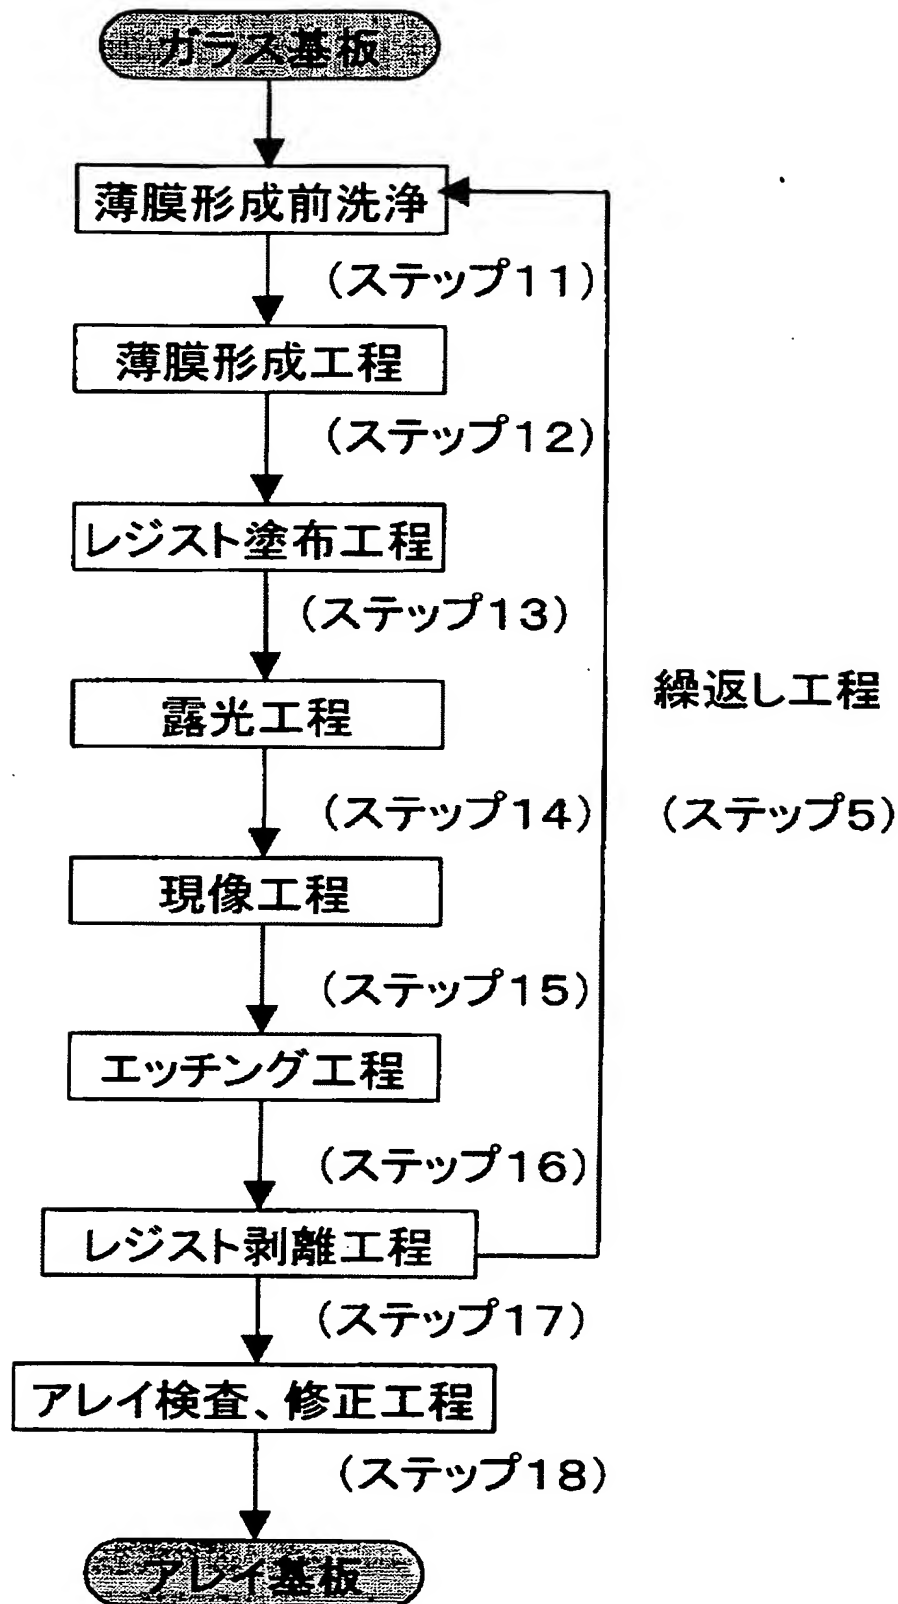 ガラス基板
薄膜形成前洗浄
(ステップ11)
薄膜形成工程
(ステップ12)
レジスト塗布工程
(ステップ13)
露光工程
繰返し工程
(ステップ14)
(ステップ5)
現像工程
(ステップ15)
エッチング工程
(ステップ16)
レジスト剥離工程
(ステップ17)
アレイ検査、修正工程
(ステップ18)
アレイ基板